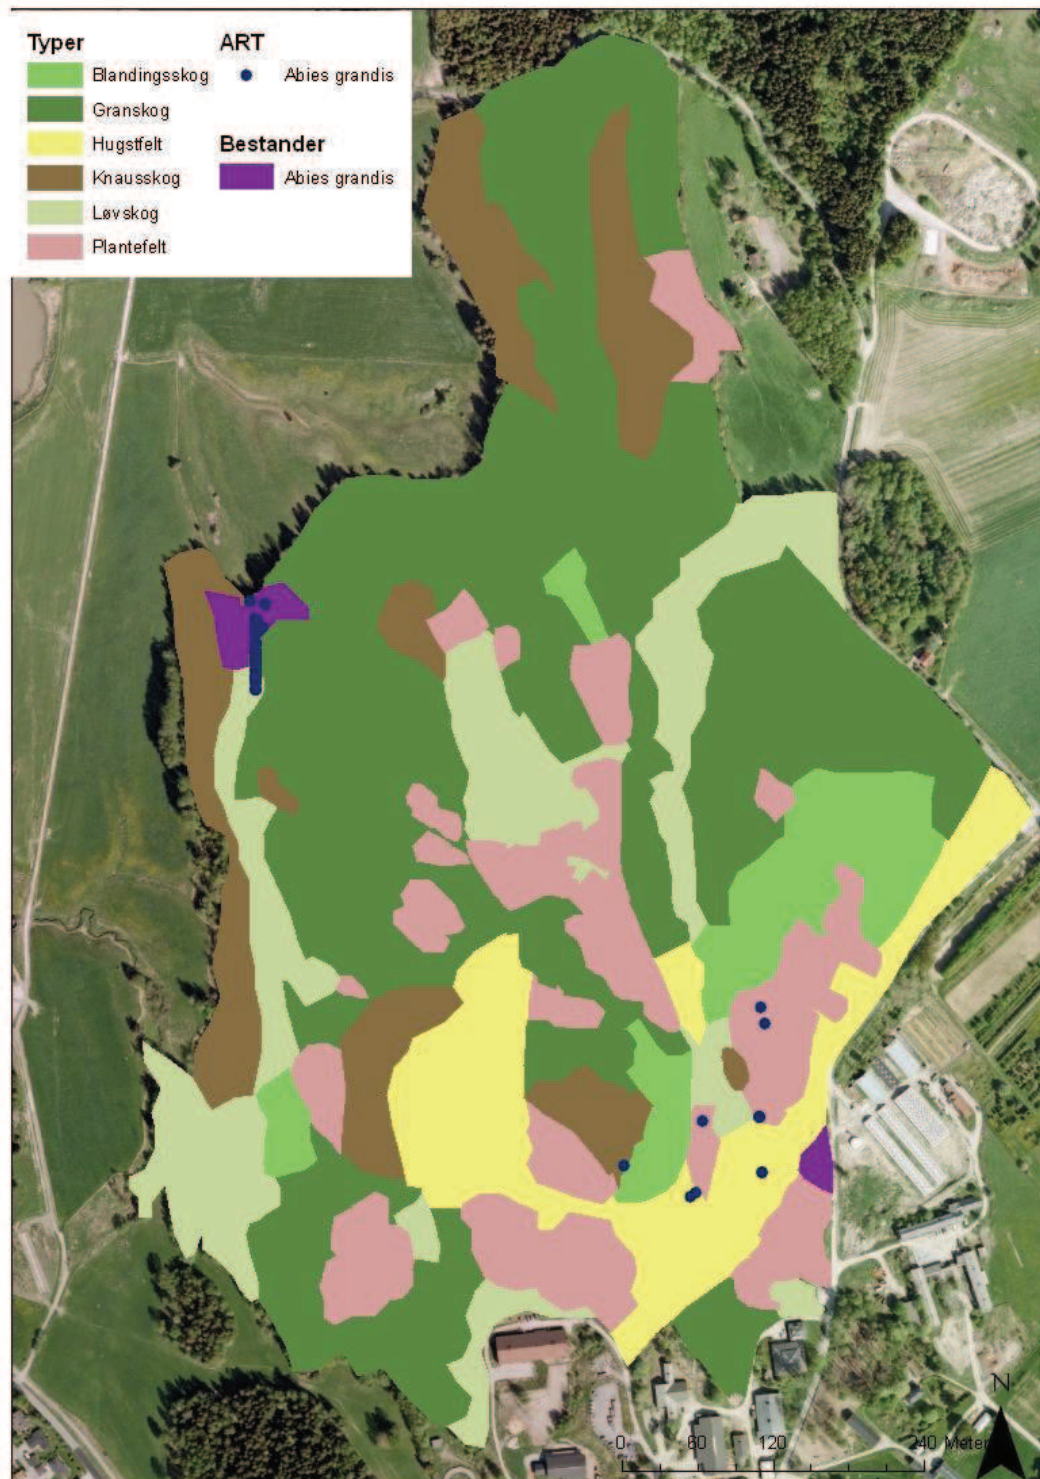 Typer
Blandingsskog
Granskog
Hugstfelt
Knausskog
Løvskog
Plantefelt
ART
Abies grandis
Bestander
Abies grandis
N
0 60 120 240 Meter